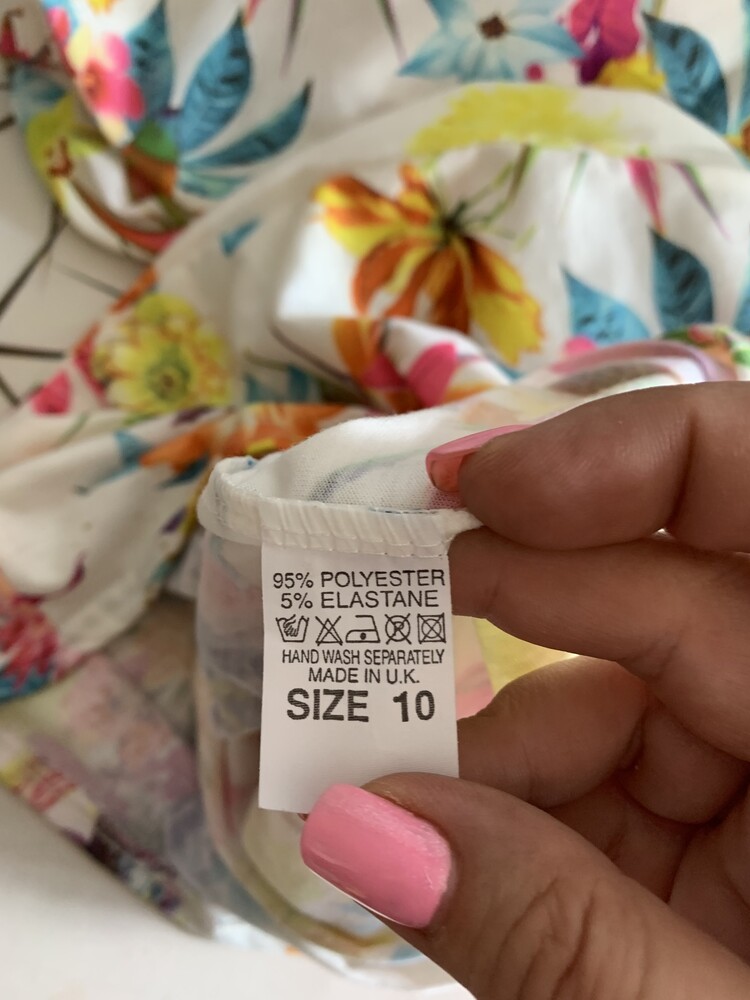 95% POLYESTER
5% ELASTANE
HAND WASH SEPARATELY
MADE IN U.K.
SIZE 10